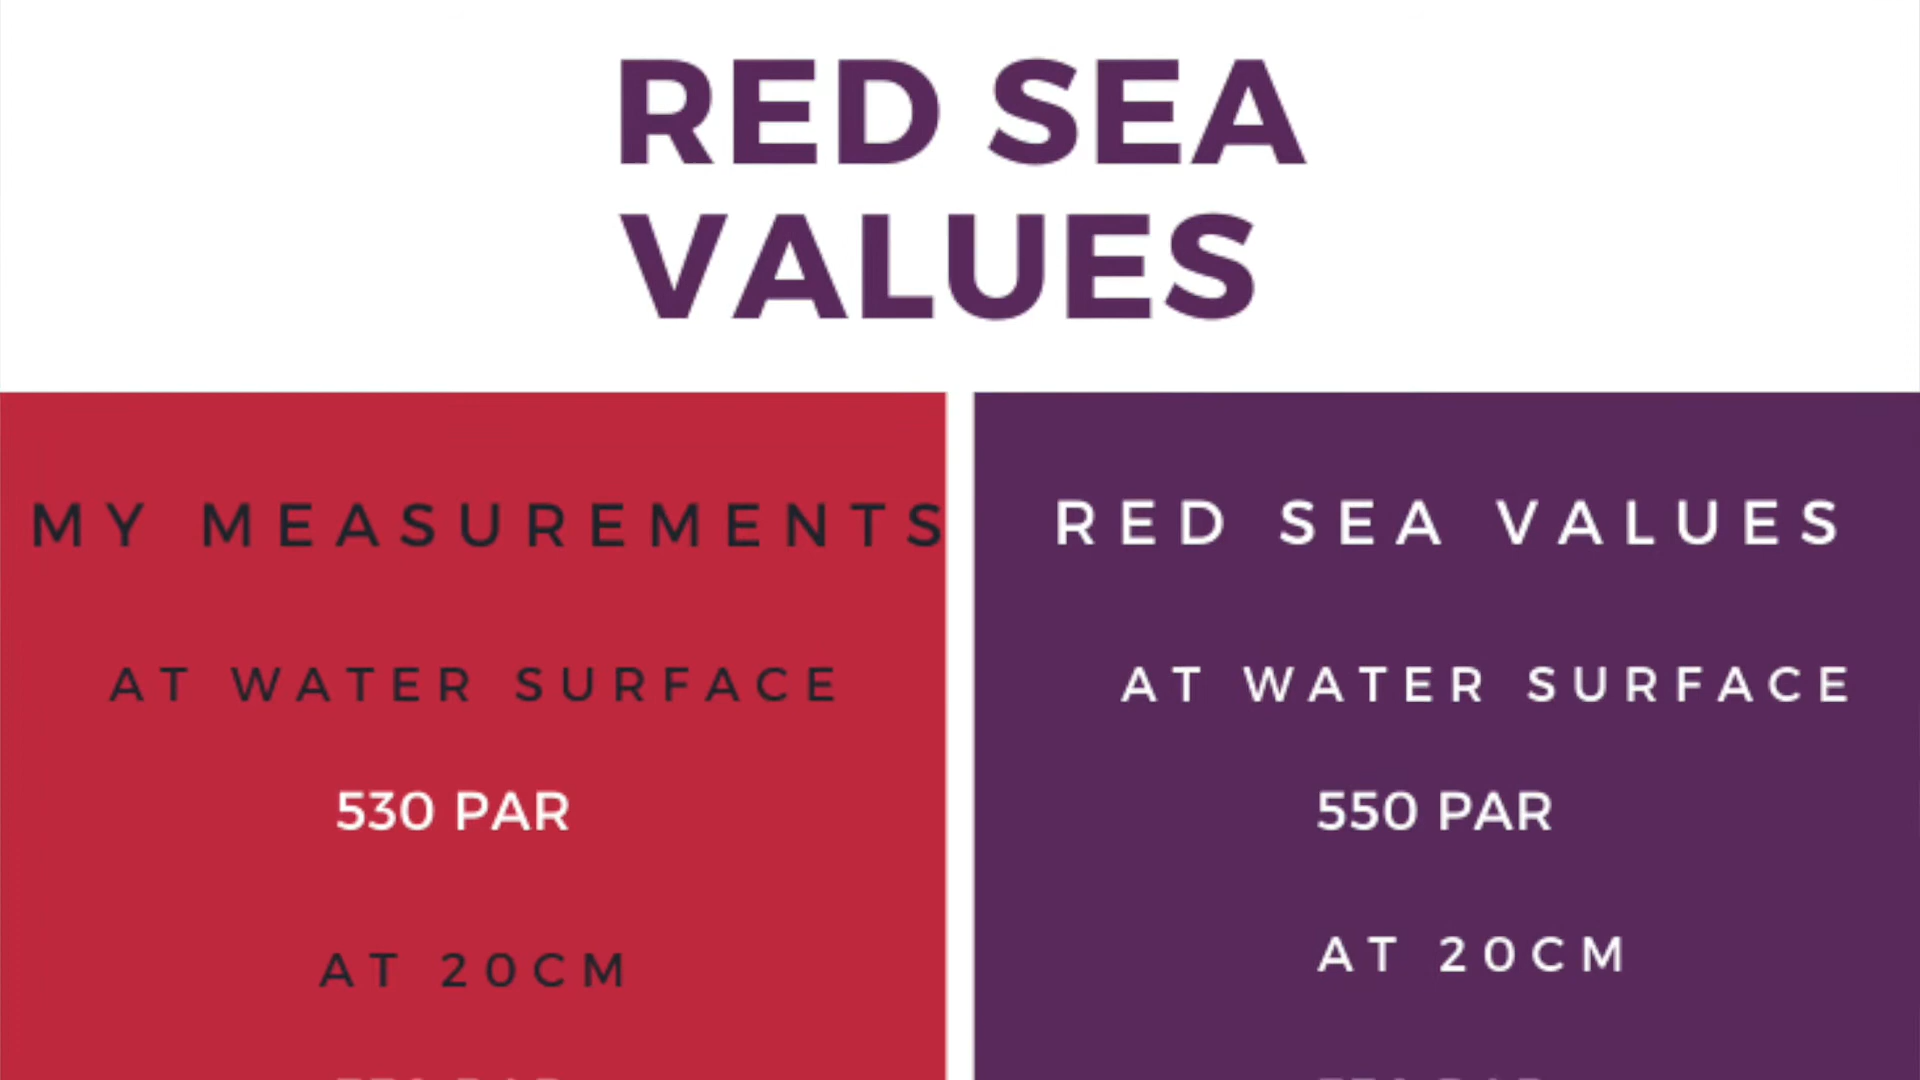 RED SEA
VALUES
MY MEASUREMENTS
AT WATER SURFACE
530 PAR
AT 20CM
RED SEA VALUES
AT WATER SURFACE
550 PAR
AT 20CM